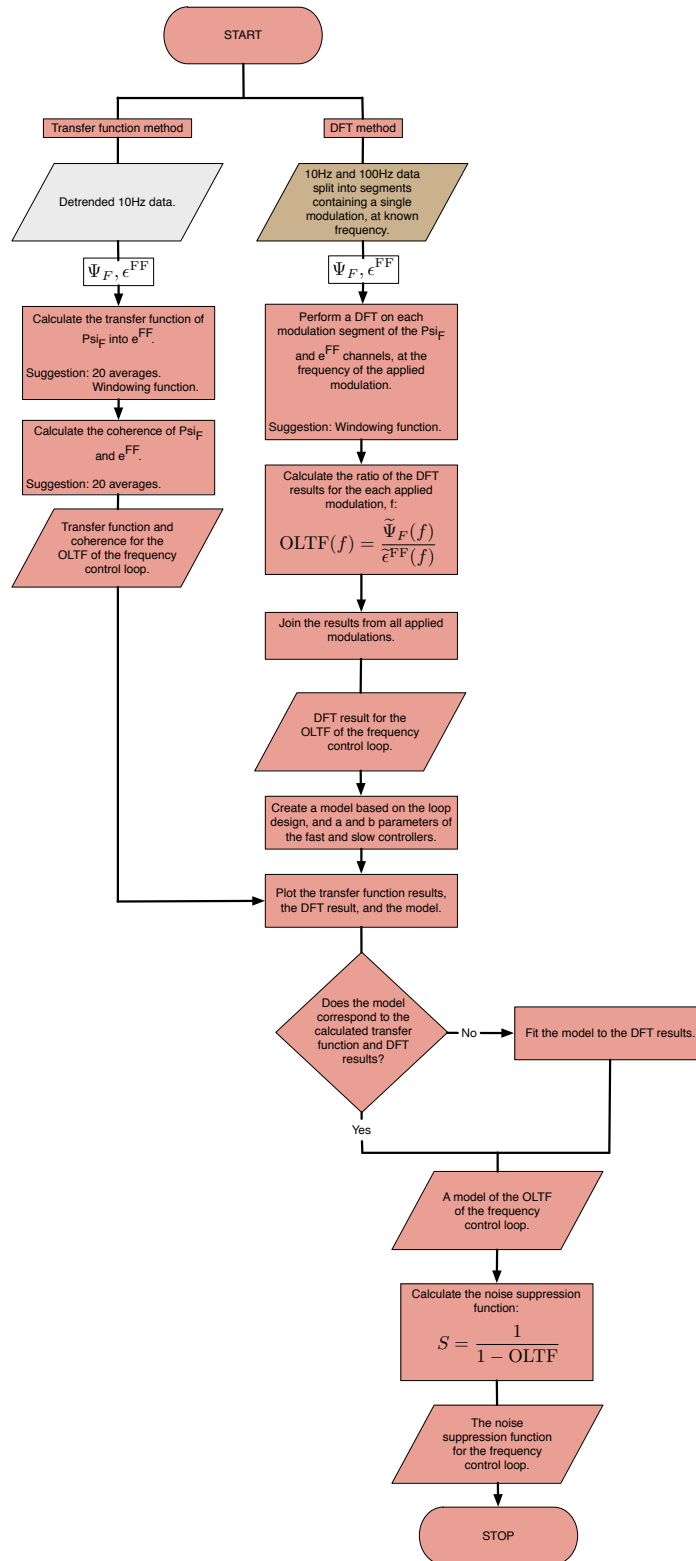 START
Transfer function method
DFT method
Detrended 10Hz data.
10Hz and 100Hz data
split into segments
containing a single
modulation, at known
frequency.
Ψ_F, ϵ^FF
Ψ_F, ϵ^FF
Calculate the transfer function of
Psi_F into e^FF.
Suggestion: 20 averages.
Windowing function.
Calculate the coherence of Psi_F
and e^FF.
Suggestion: 20 averages.
Transfer function and
coherence for the
OLTF of the frequency
control loop.
Perform a DFT on each
modulation segment of the Psi_F
and e^FF channels, at the
frequency of the applied
modulation.
Suggestion: Windowing function.
Calculate the ratio of the DFT
results for the each applied
modulation, f:
OLTF(f) = Ψ̃_F(f) / ϵ̃^FF(f)
Join the results from all applied
modulations.
DFT result for the
OLTF of the frequency
control loop.
Create a model based on the loop
design, and a and b parameters of
the fast and slow controllers.
Plot the transfer function results,
the DFT result, and the model.
Does the model
correspond to the
calculated transfer
function and DFT
results?
No
Fit the model to the DFT results.
Yes
A model of the OLTF
of the frequency
control loop.
Calculate the noise suppression
function:
S = 1 / (1 − OLTF)
The noise
suppression function
for the frequency
control loop.
STOP